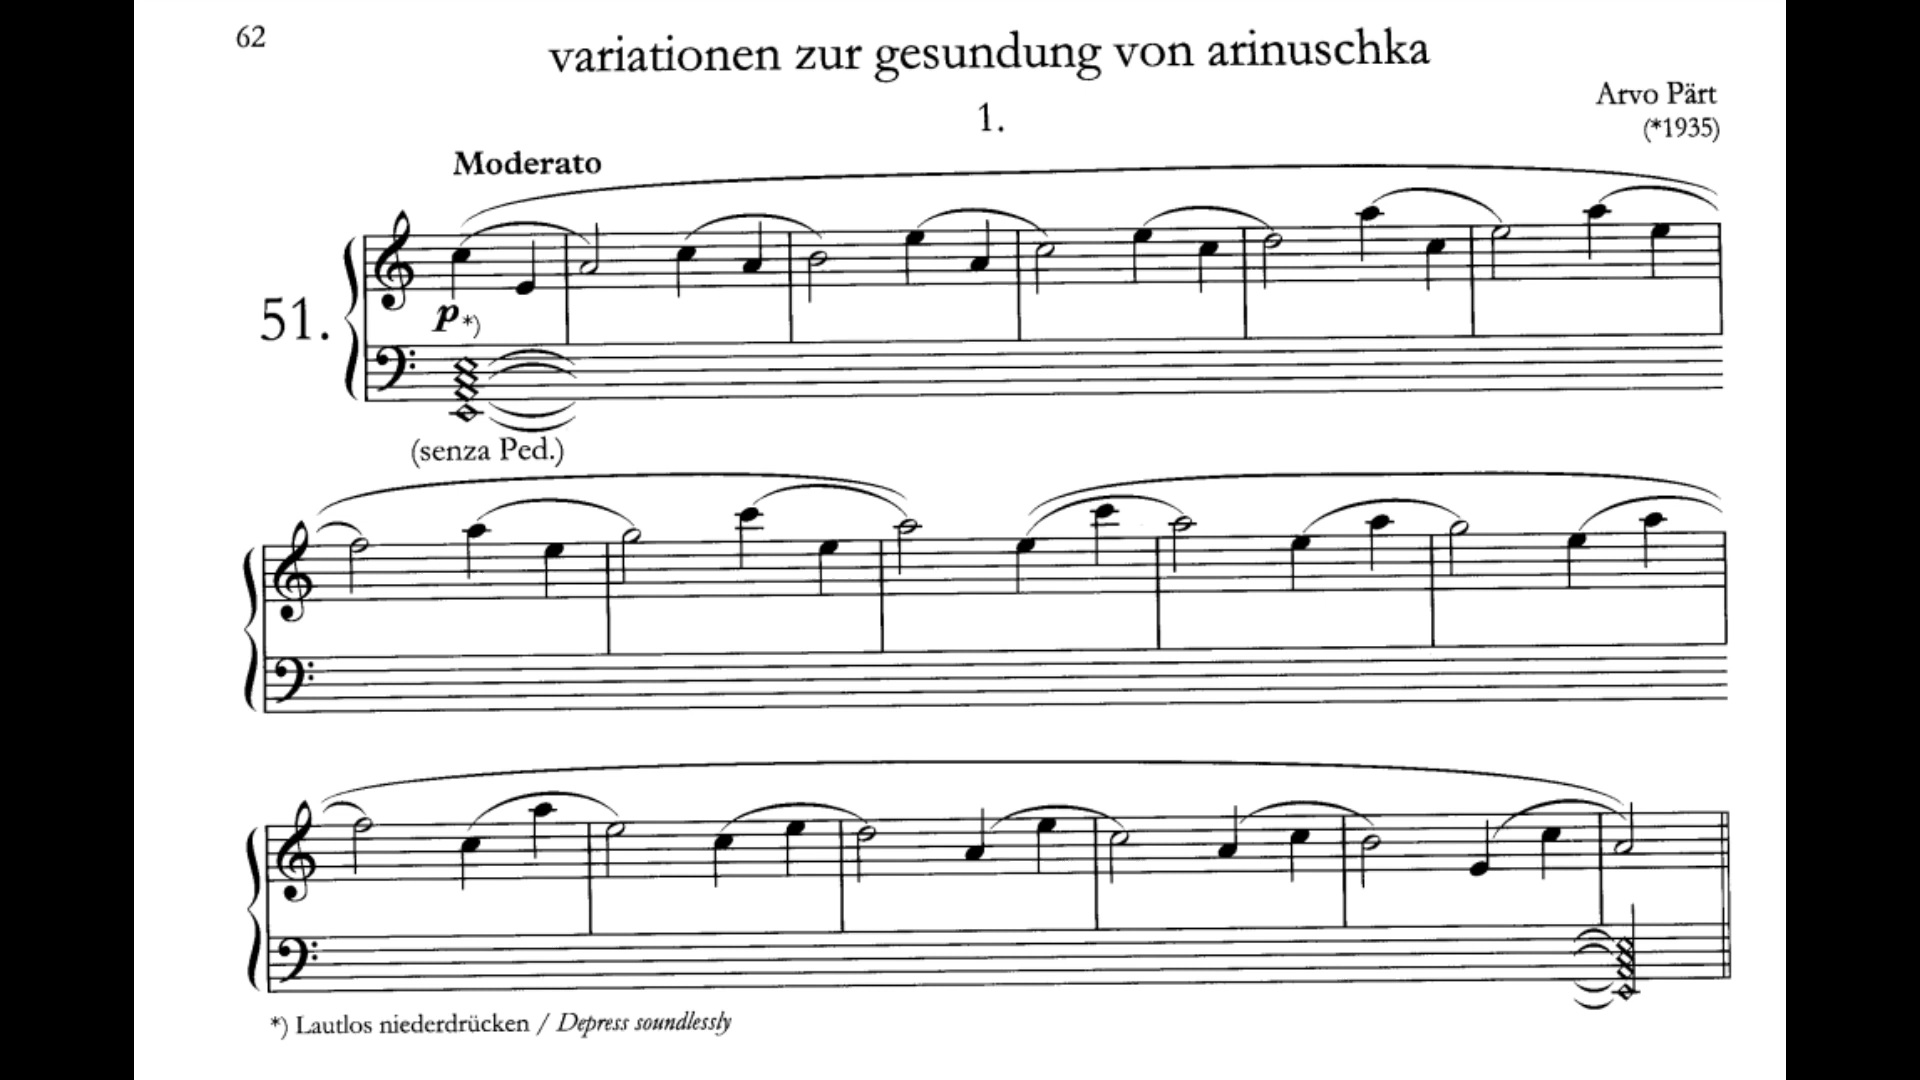 62
variationen zur gesundung von arinuschka
1.
Arvo Pärt
(*1935)
Moderato
51.
p *)
(senza Ped.)
*) Lautlos niederdrücken / Depress soundlessly